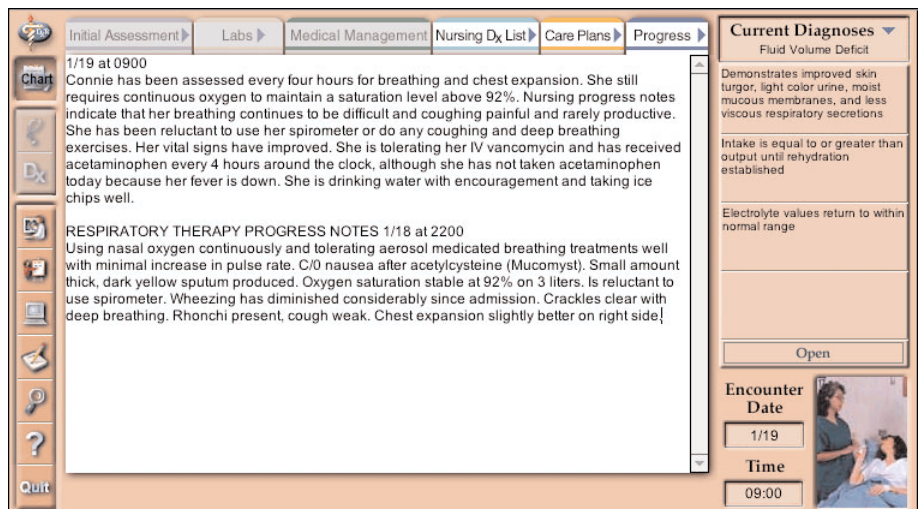 Initial Assessment
Labs
Medical Management
Nursing Dx List
Care Plans
Progress
Chart
Dx
Dx
Quit
1/19 at 0900
Connie has been assessed every four hours for breathing and chest expansion. She still
requires continuous oxygen to maintain a saturation level above 92%. Nursing progress notes
indicate that her breathing continues to be difficult and coughing painful and rarely productive.
She has been reluctant to use her spirometer or do any coughing and deep breathing
exercises. Her vital signs have improved. She is tolerating her IV vancomycin and has received
acetaminophen every 4 hours around the clock, although she has not taken acetaminophen
today because her fever is down. She is drinking water with encouragement and taking ice
chips well.
RESPIRATORY THERAPY PROGRESS NOTES 1/18 at 2200
Using nasal oxygen continuously and tolerating aerosol medicated breathing treatments well
with minimal increase in pulse rate. C/0 nausea after acetylcysteine (Mucomyst). Small amount
thick, dark yellow sputum produced. Oxygen saturation stable at 92% on 3 liters. Is reluctant to
use spirometer. Wheezing has diminished considerably since admission. Crackles clear with
deep breathing. Rhonchi present, cough weak. Chest expansion slightly better on right side.
Current Diagnoses
Fluid Volume Deficit
Demonstrates improved skin
turgor, light color urine, moist
mucous membranes, and less
viscous respiratory secretions
Intake is equal to or greater than
output until rehydration
established
Electrolyte values return to within
normal range
Open
Encounter
Date
1/19
Time
09:00